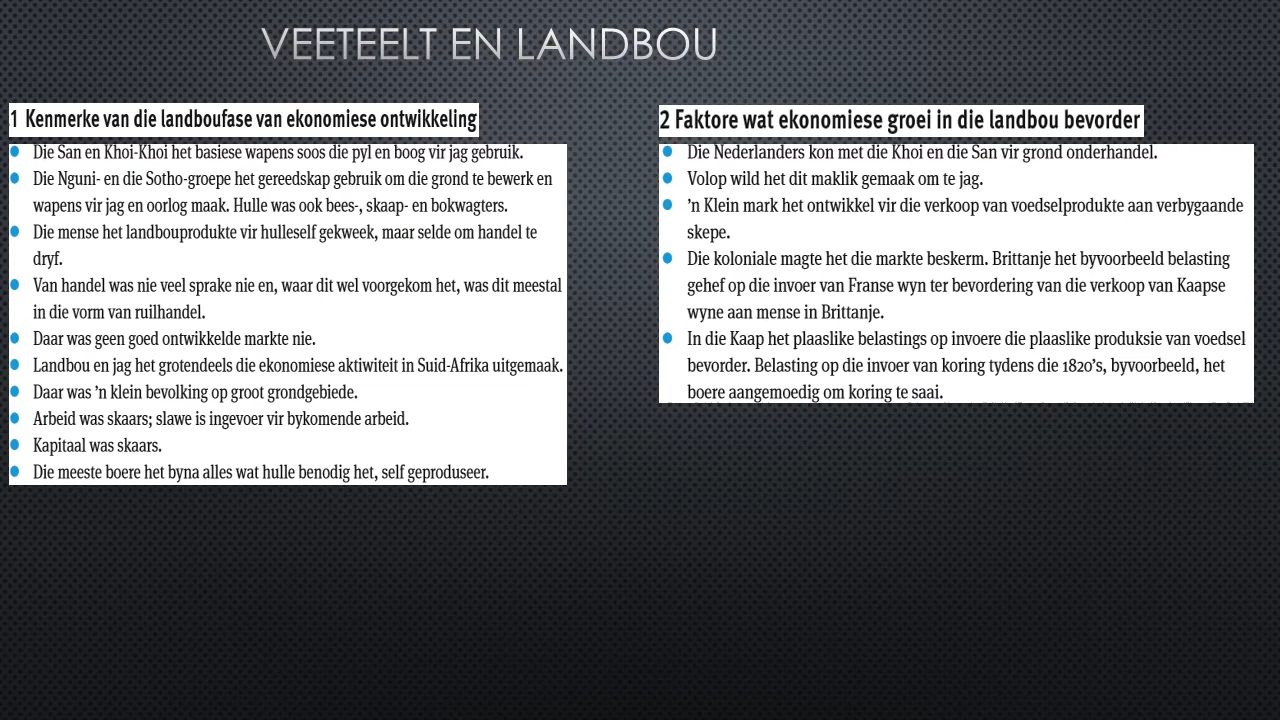 VEETEELT EN LANDBOU
1 Kenmerke van die landboufase van ekonomiese ontwikkeling
Die San en Khoi-Khoi het basiese wapens soos die pyl en boog vir jag gebruik.
Die Nguni- en die Sotho-groepe het gereedskap gebruik om die grond te bewerk en
wapens vir jag en oorlog maak. Hulle was ook bees-, skaap- en bokwagters.
Die mense het landbouprodukte vir hulleself gekweek, maar selde om handel te
dryf.
Van handel was nie veel sprake nie en, waar dit wel voorgekom het, was dit meestal
in die vorm van ruilhandel.
Daar was geen goed ontwikkelde markte nie.
Landbou en jag het grotendeels die ekonomiese aktiwiteit in Suid-Afrika uitgemaak.
Daar was 'n klein bevolking op groot grondgebiede.
Arbeid was skaars; slawe is ingevoer vir bykomende arbeid.
Kapitaal was skaars.
Die meeste boere het byna alles wat hulle benodig het, self geproduseer.
2 Faktore wat ekonomiese groei in die landbou bevorder
Die Nederlanders kon met die Khoi en die San vir grond onderhandel.
Volop wild het dit maklik gemaak om te jag.
'n Klein mark het ontwikkel vir die verkoop van voedselprodukte aan verbygaande
skepe.
Die koloniale magte het die markte beskerm. Brittanje het byvoorbeeld belasting
gehef op die invoer van Franse wyn ter bevordering van die verkoop van Kaapse
wyne aan mense in Brittanje.
In die Kaap het plaaslike belastings op invoere die plaaslike produksie van voedsel
bevorder. Belasting op die invoer van koring tydens die 1820's, byvoorbeeld, het
boere aangemoedig om koring te saai.